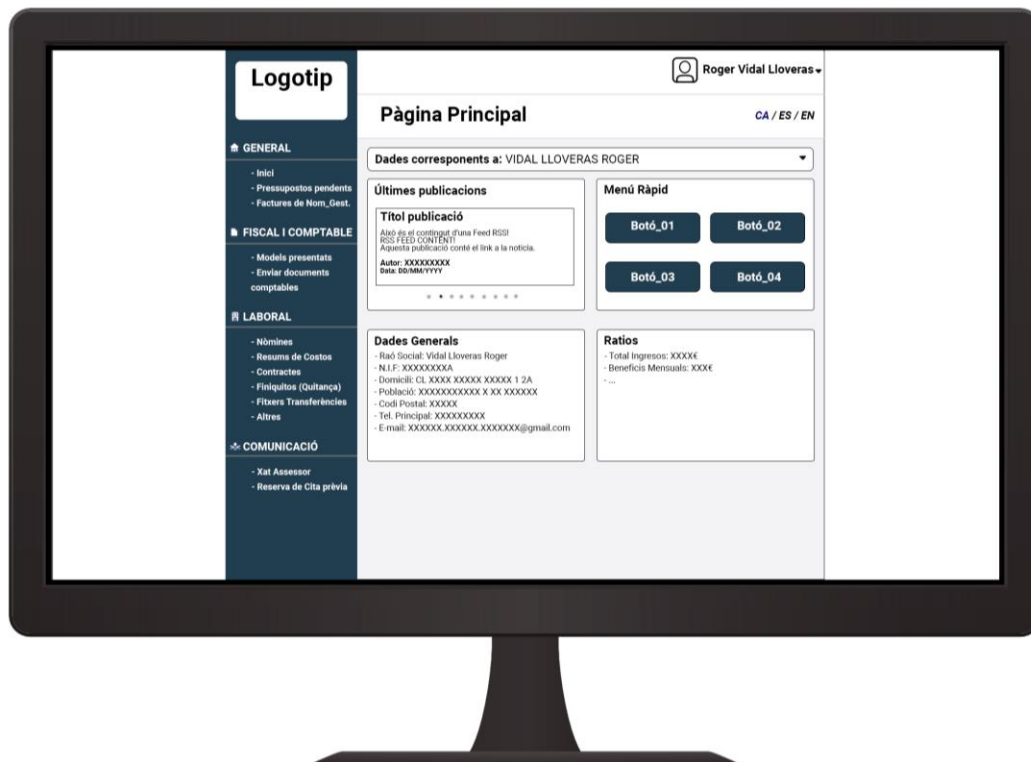 Logotip
GENERAL
- Inici
- Pressupostos pendents
- Factures de Nom_Gest.
FISCAL I COMPTABLE
- Models presentats
- Enviar documents
comptables
LABORAL
- Nòmines
- Resums de Costos
- Contractes
- Finiquitos (Quitança)
- Fitxers Transferències
- Altres
COMUNICACIÓ
- Xat Assessor
- Reserva de Cita prèvia
Roger Vidal Lloveras
Pàgina Principal
CA / ES / EN
Dades corresponents a: VIDAL LLOVERAS ROGER
Últimes publicacions
Títol publicació
Això és el contingut d'una Feed RSS!
RSS FEED CONTENT!
Aquesta publicació conté el link a la notícia.
Autor: XXXXXXXXX
Data: DD/MM/YYYY
Menú Ràpid
Botó_01
Botó_02
Botó_03
Botó_04
Dades Generals
- Raó Social: Vidal Lloveras Roger
- N.I.F: XXXXXXXXA
- Domicili: CL XXXX XXXXX XXXXX 1 2A
- Població: XXXXXXXXXXX X XX XXXXXX
- Codi Postal: XXXXX
- Tel. Principal: XXXXXXXXX
- E-mail: XXXXXX.XXXXXX.XXXXXXX@gmail.com
Ratios
- Total Ingresos: XXXX€
- Beneficis Mensuals: XXX€
- ...